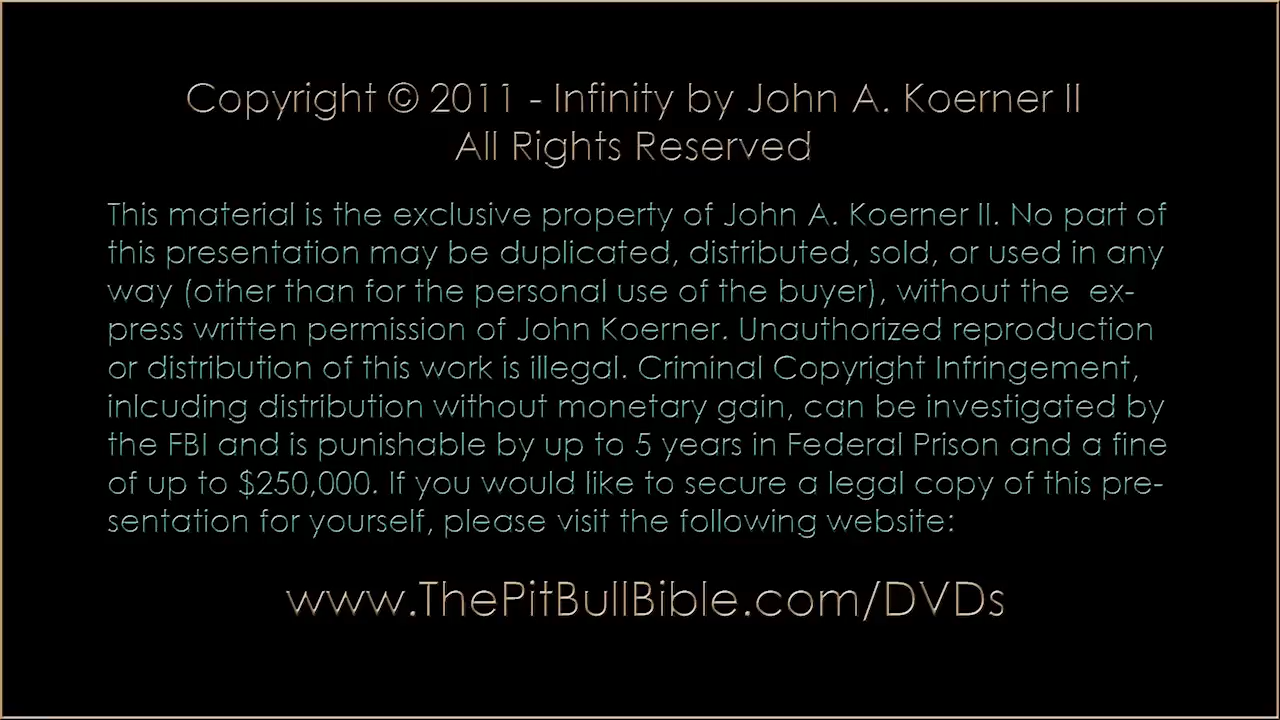 Copyright © 2011 - Infinity by John A. Koerner II
All Rights Reserved
This material is the exclusive property of John A. Koerner II. No part of
this presentation may be duplicated, distributed, sold, or used in any
way (other than for the personal use of the buyer), without the  ex-
press written permission of John Koerner. Unauthorized reproduction
or distribution of this work is illegal. Criminal Copyright Infringement,
inlcuding distribution without monetary gain, can be investigated by
the FBI and is punishable by up to 5 years in Federal Prison and a fine
of up to $250,000. If you would like to secure a legal copy of this pre-
sentation for yourself, please visit the following website:
www.ThePitBullBible.com/DVDs